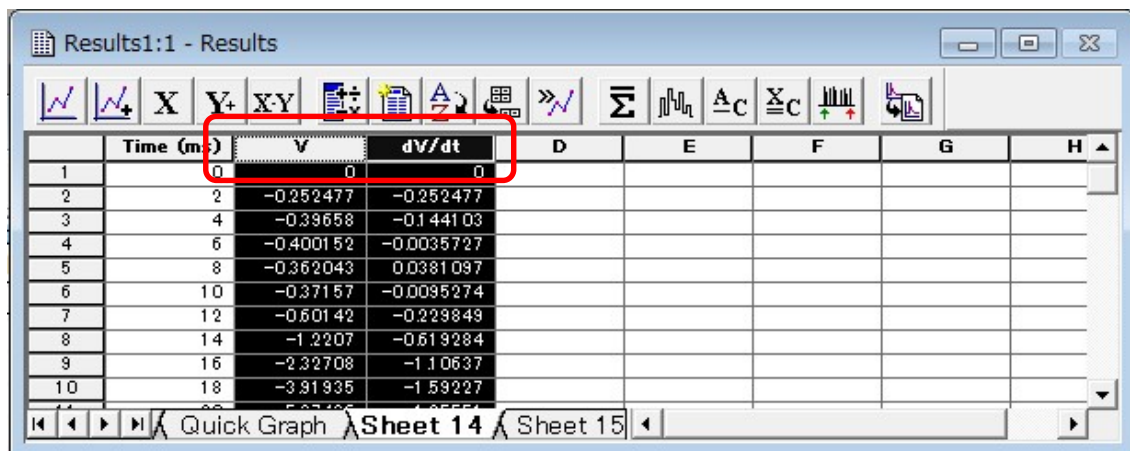 Results1:1 - Results
X Y+ X-Y A Z Σ AC XC
Time (ms) V dV/dt D E F G H
1 0 0 0
2 2 -0.252477 -0.252477
3 4 -0.39658 -0.144103
4 6 -0.400152 -0.0035727
5 8 -0.362043 0.0381097
6 10 -0.37157 -0.0095274
7 12 -0.60142 -0.229849
8 14 -1.2207 -0.619284
9 16 -2.32708 -1.10637
10 18 -3.91935 -1.59227
Quick Graph Sheet 14 Sheet 15